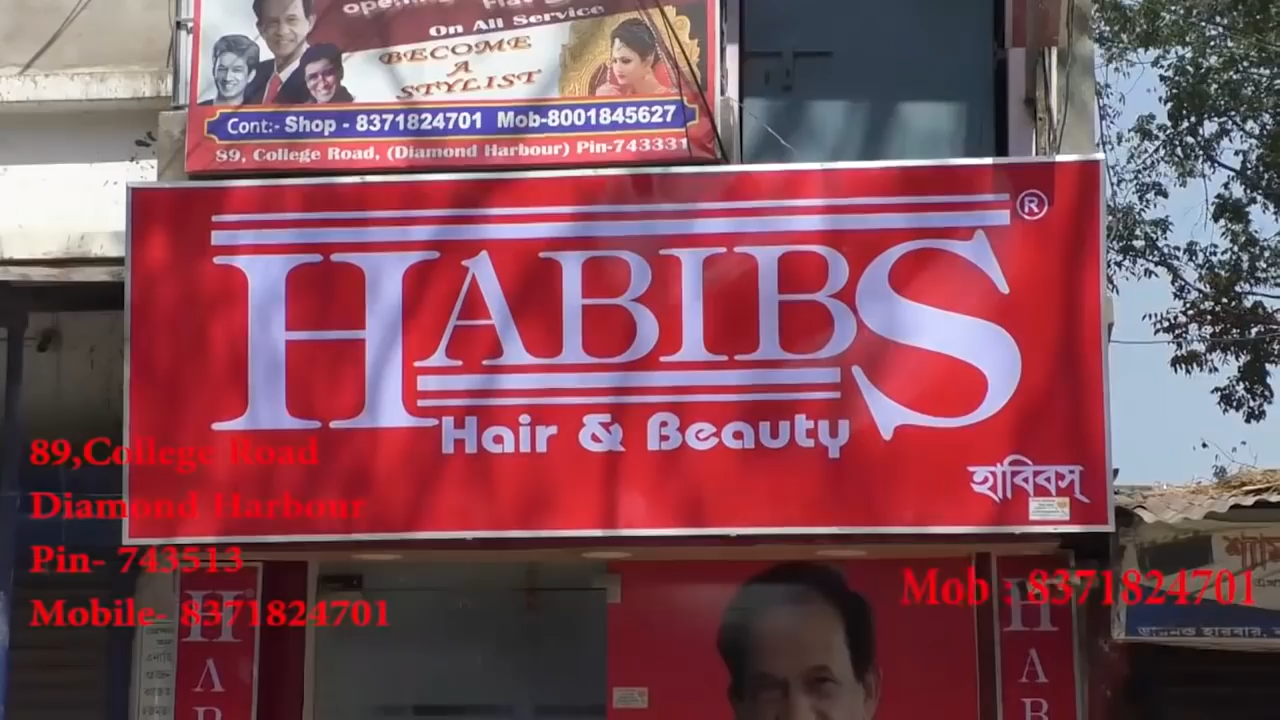 On All Service
BECOME
A
STYLIST
Cont:- Shop - 8371824701 Mob-8001845627
89, College Road, (Diamond Harbour) Pin-743331
HABIBS ®
Hair & Beauty
হাবিবস্
89,College Road
Diamond Harbour
Pin- 743513
Mobile- 8371824701
Mob : 8371824701
H
A
B
H
A
B